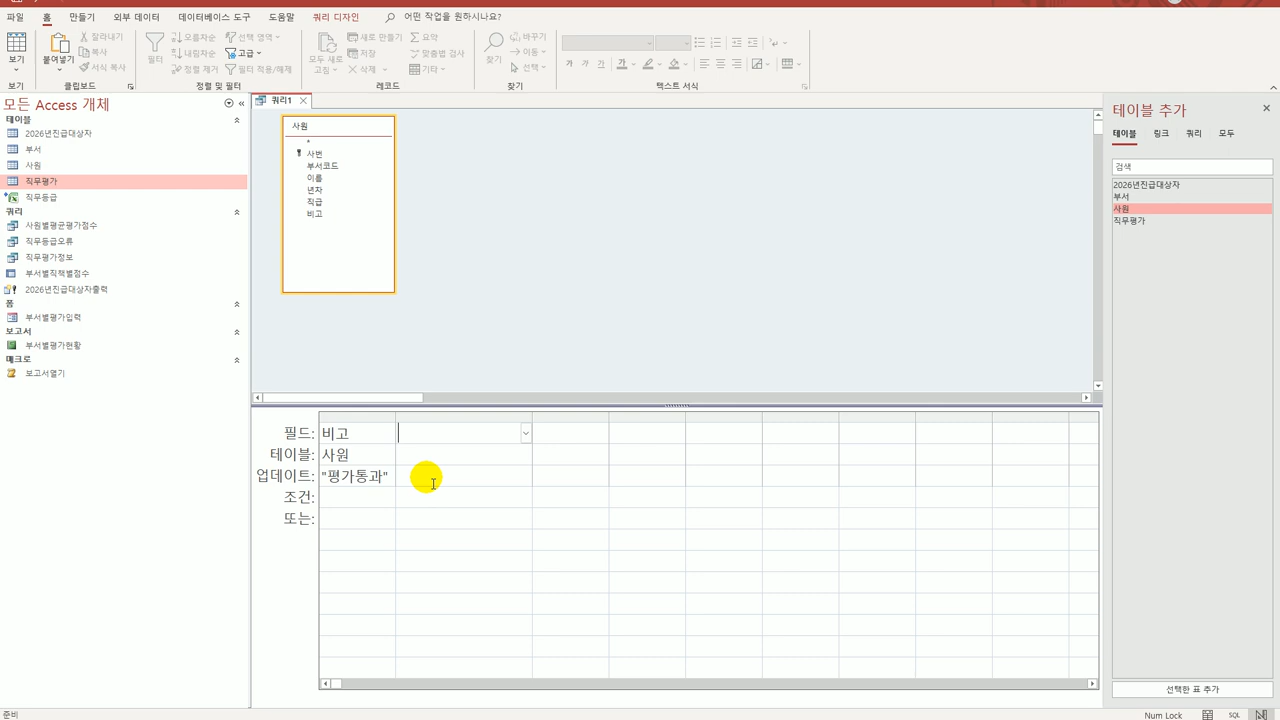 파일 홈 만들기 외부 데이터 데이터베이스 도구 도움말 쿼리 디자인 어떤 작업을 원하시나요?
보기
붙여넣기
잘라내기
복사
서식 복사
필터
오름차순
내림차순
정렬 제거
선택 영역
고급
필터 적용/해제
모두 새로 고침
새로 만들기
저장
삭제
요약
맞춤법 검사
기타
찾기
바꾸기
이동
선택
가 가 가 가
보기 클립보드 정렬 및 필터 레코드 찾기 텍스트 서식
모든 Access 개체
테이블
2026년진급대상자
부서
사원
직무평가
직무등급
쿼리
사원별평균평가점수
직무등급오류
직무평가정보
부서별직책별점수
2026년진급대상자출력
폼
부서별평가입력
보고서
부서별평가현황
매크로
보고서열기
쿼리1
사원
*
사번
부서코드
이름
년차
직급
비고
필드: 비고
테이블: 사원
업데이트: "평가통과"
조건:
또는:
테이블 추가
테이블 링크 쿼리 모두
검색
2026년진급대상자
부서
사원
직무평가
선택한 표 추가
준비
Num Lock
SQL